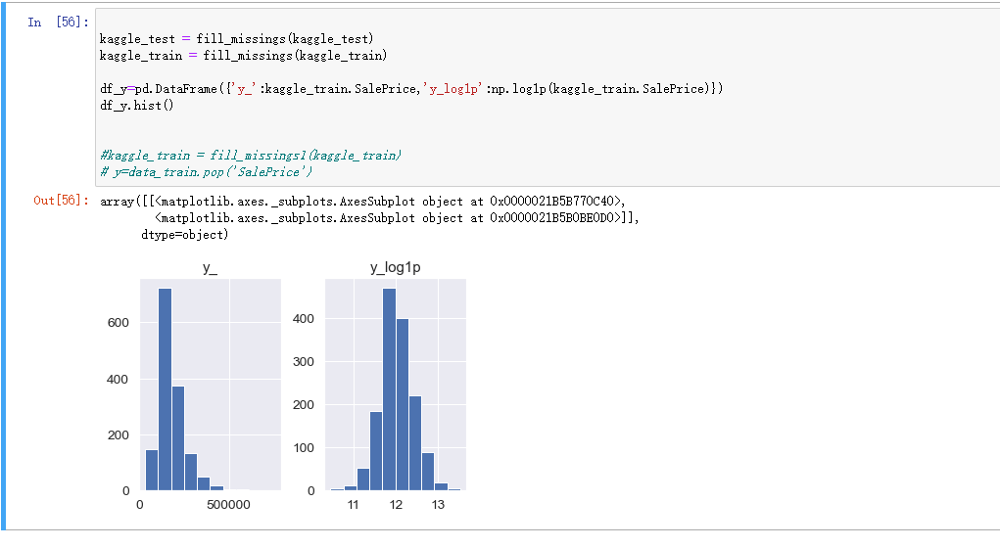 In [56]:
kaggle_test = fill_missings(kaggle_test)
kaggle_train = fill_missings(kaggle_train)
df_y=pd.DataFrame({'y_':kaggle_train.SalePrice,'y_log1p':np.log1p(kaggle_train.SalePrice)})
df_y.hist()
#kaggle_train = fill_missings1(kaggle_train)
# y=data_train.pop('SalePrice')
Out[56]: array([[<matplotlib.axes._subplots.AxesSubplot object at 0x0000021B5B770C40>,
<matplotlib.axes._subplots.AxesSubplot object at 0x0000021B5B0BE0D0>]],
dtype=object)
y_
600
400
200
0
0 500000
y_log1p
400
300
200
100
0
11 12 13